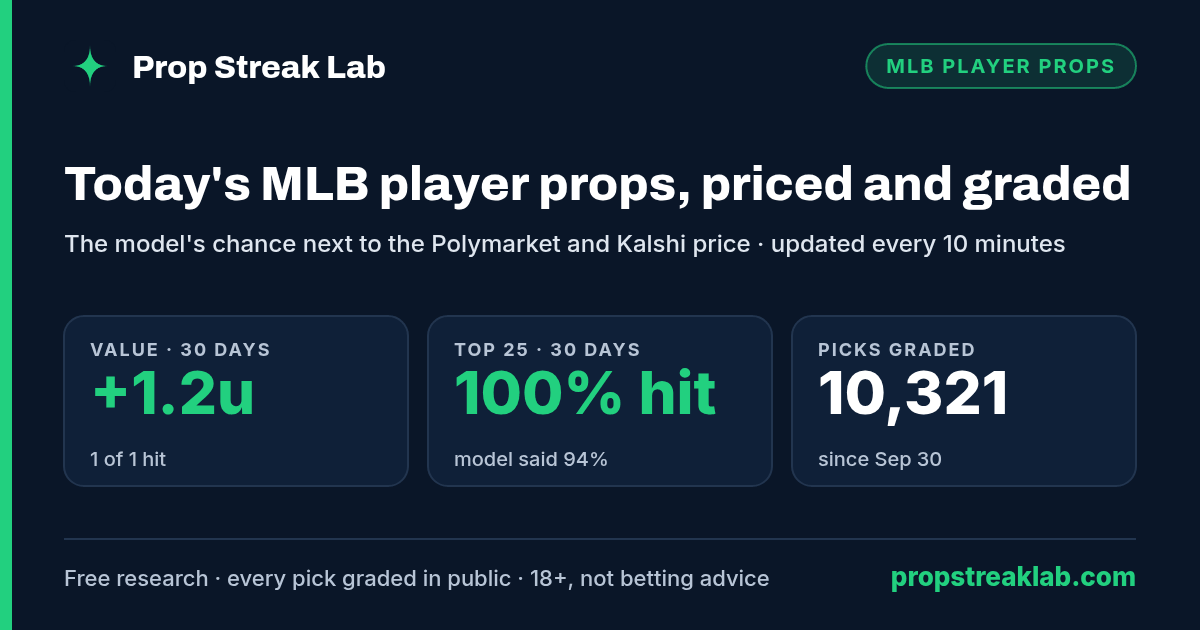 Prop Streak Lab
MLB PLAYER PROPS
Today's MLB player props, priced and graded
The model's chance next to the Polymarket and Kalshi price · updated every 10 minutes
VALUE · 30 DAYS
+1.2u
1 of 1 hit
TOP 25 · 30 DAYS
100% hit
model said 94%
PICKS GRADED
10,321
since Sep 30
Free research · every pick graded in public · 18+, not betting advice
propstreaklab.com